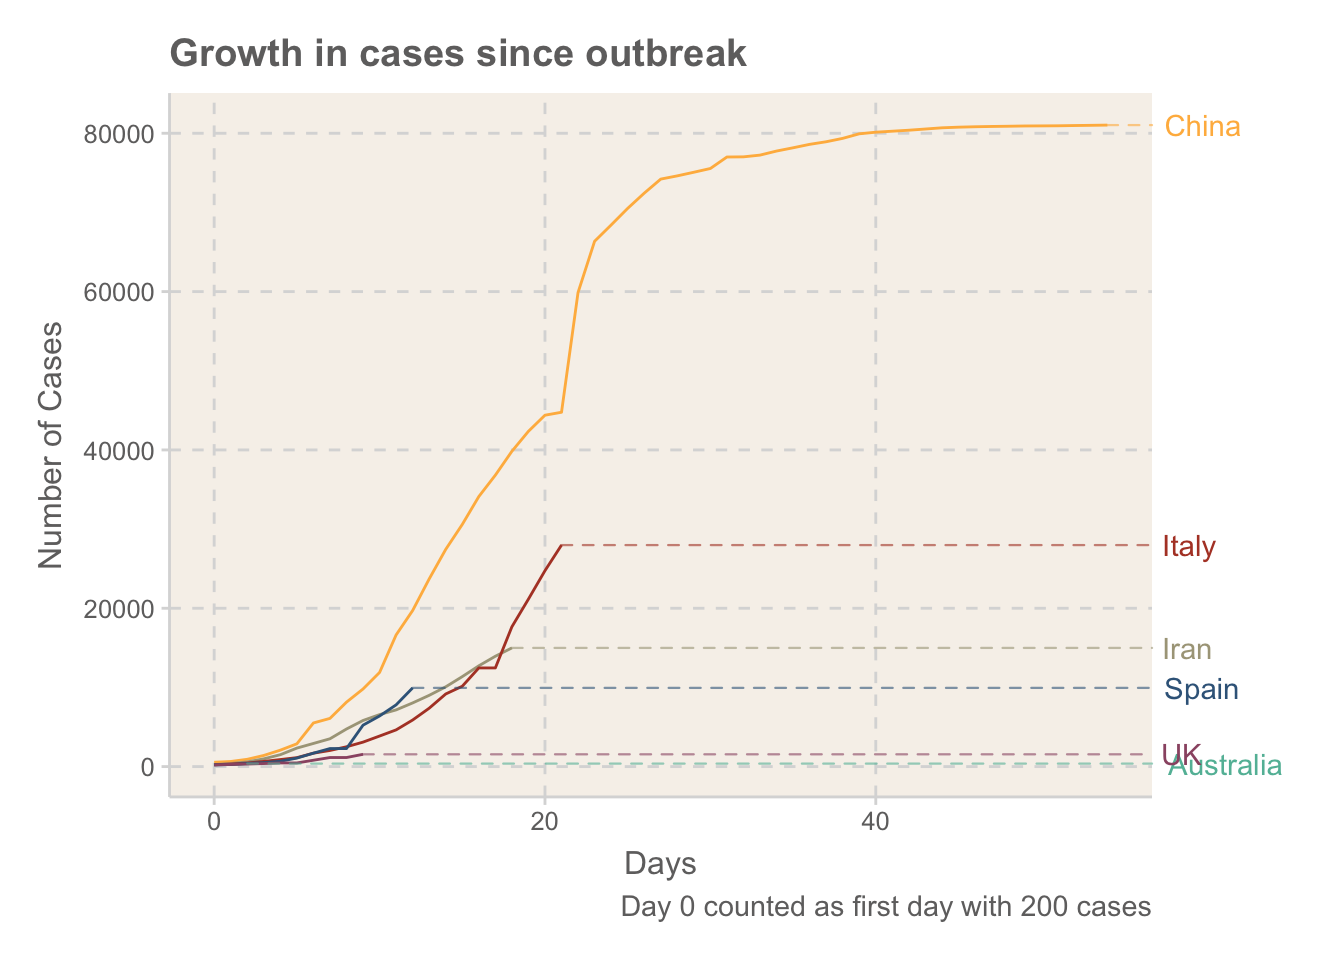 Growth in cases since outbreak
80000
60000
40000
20000
0
Number of Cases
China
Italy
Iran
Spain
UK
Australia
0 20 40
Days
Day 0 counted as first day with 200 cases